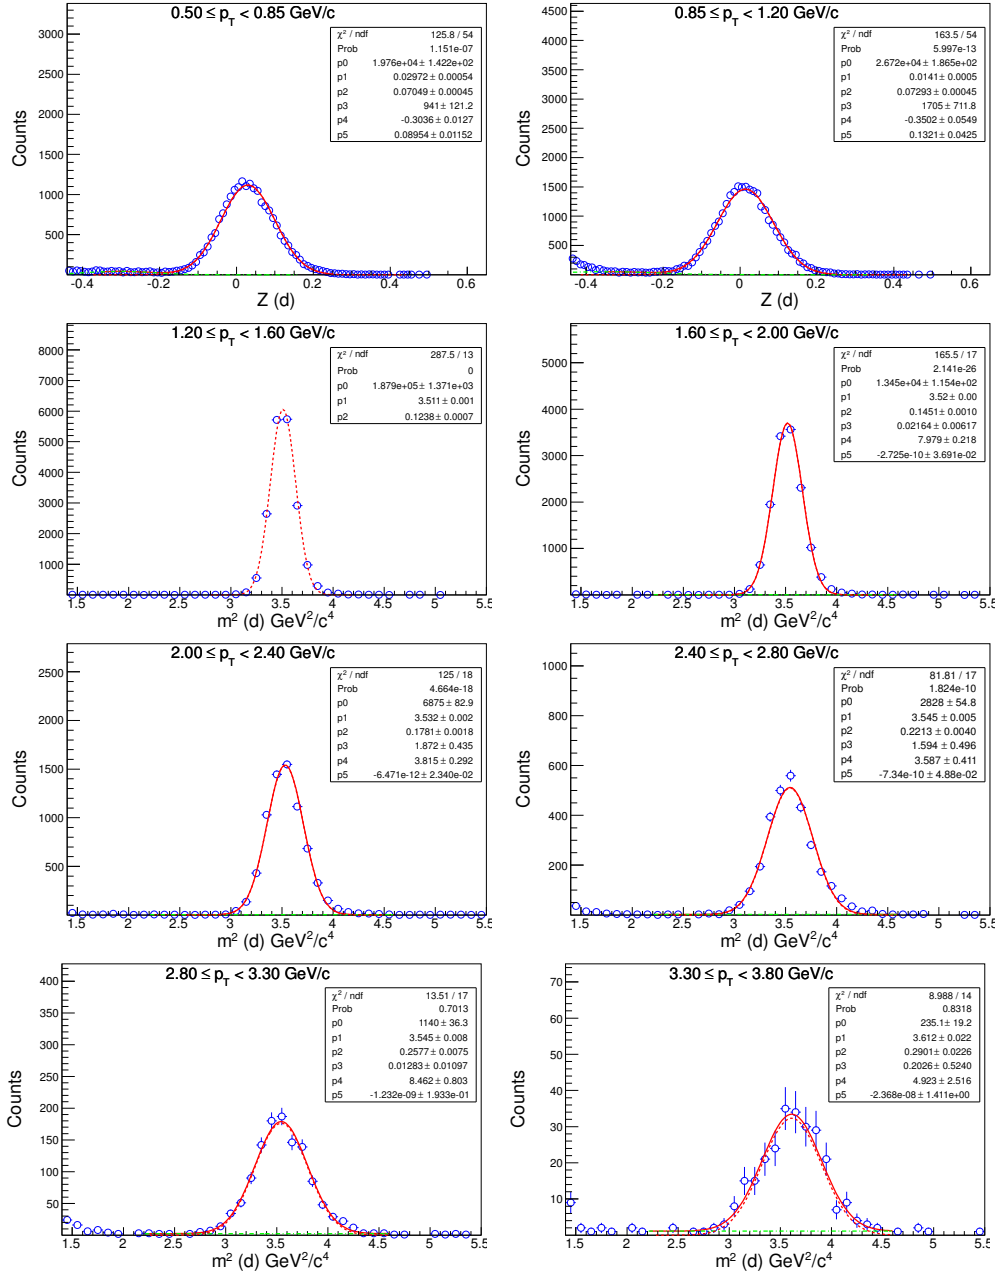 0.50 ≤ p_T < 0.85 GeV/c
3000
2500
2000
1500
1000
500
Counts
χ² / ndf 125.8 / 54
Prob 1.151e-07
p0 1.976e+04 ± 1.422e+02
p1 0.02972 ± 0.00054
p2 0.07049 ± 0.00045
p3 941 ± 121.2
p4 -0.3036 ± 0.0127
p5 0.08954 ± 0.01152
-0.4 -0.2 0 0.2 0.4 0.6
Z (d)
0.85 ≤ p_T < 1.20 GeV/c
4500
4000
3500
3000
2500
2000
1500
1000
500
Counts
χ² / ndf 163.5 / 54
Prob 5.997e-13
p0 2.672e+04 ± 1.865e+02
p1 0.0141 ± 0.0005
p2 0.07293 ± 0.00045
p3 1705 ± 711.8
p4 -0.3502 ± 0.0549
p5 0.1321 ± 0.0425
-0.4 -0.2 0 0.2 0.4 0.6
Z (d)
1.20 ≤ p_T < 1.60 GeV/c
8000
7000
6000
5000
4000
3000
2000
1000
Counts
χ² / ndf 287.5 / 13
Prob 0
p0 1.879e+05 ± 1.371e+03
p1 3.511 ± 0.001
p2 0.1238 ± 0.0007
1.5 2 2.5 3 3.5 4 4.5 5 5.5
m² (d) GeV²/c⁴
1.60 ≤ p_T < 2.00 GeV/c
5000
4000
3000
2000
1000
Counts
χ² / ndf 165.5 / 17
Prob 2.141e-26
p0 1.345e+04 ± 1.154e+02
p1 3.52 ± 0.00
p2 0.1451 ± 0.0010
p3 0.02164 ± 0.00617
p4 7.979 ± 0.218
p5 -2.725e-10 ± 3.691e-02
1.5 2 2.5 3 3.5 4 4.5 5 5.5
m² (d) GeV²/c⁴
2.00 ≤ p_T < 2.40 GeV/c
2500
2000
1500
1000
500
Counts
χ² / ndf 125 / 18
Prob 4.664e-18
p0 6875 ± 82.9
p1 3.532 ± 0.002
p2 0.1781 ± 0.0018
p3 1.872 ± 0.435
p4 3.815 ± 0.292
p5 -6.471e-12 ± 2.340e-02
1.5 2 2.5 3 3.5 4 4.5 5 5.5
m² (d) GeV²/c⁴
2.40 ≤ p_T < 2.80 GeV/c
1000
800
600
400
200
Counts
χ² / ndf 81.81 / 17
Prob 1.824e-10
p0 2828 ± 54.8
p1 3.545 ± 0.005
p2 0.2213 ± 0.0040
p3 1.594 ± 0.496
p4 3.587 ± 0.411
p5 -7.34e-10 ± 4.88e-02
1.5 2 2.5 3 3.5 4 4.5 5 5.5
m² (d) GeV²/c⁴
2.80 ≤ p_T < 3.30 GeV/c
400
350
300
250
200
150
100
50
Counts
χ² / ndf 13.51 / 17
Prob 0.7013
p0 1140 ± 36.3
p1 3.545 ± 0.008
p2 0.2577 ± 0.0075
p3 0.01283 ± 0.01097
p4 8.462 ± 0.803
p5 -1.232e-09 ± 1.933e-01
1.5 2 2.5 3 3.5 4 4.5 5 5.5
m² (d) GeV²/c⁴
3.30 ≤ p_T < 3.80 GeV/c
70
60
50
40
30
20
10
Counts
χ² / ndf 8.988 / 14
Prob 0.8318
p0 235.1 ± 19.2
p1 3.612 ± 0.022
p2 0.2901 ± 0.0226
p3 0.2026 ± 0.5240
p4 4.923 ± 2.516
p5 -2.368e-08 ± 1.411e+00
1.5 2 2.5 3 3.5 4 4.5 5 5.5
m² (d) GeV²/c⁴